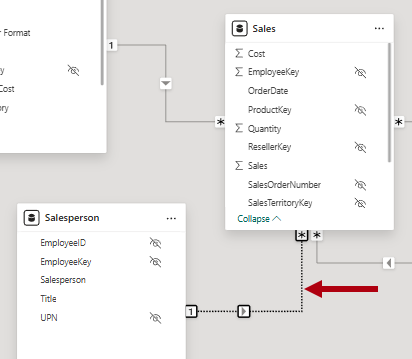 r Format
y
Cost
ory
1
*
Sales
...
Cost
EmployeeKey
OrderDate
ProductKey
Quantity
ResellerKey
Sales
SalesOrderNumber
SalesTerritoryKey
Collapse
*
*
*
Salesperson
...
EmployeeID
EmployeeKey
Salesperson
Title
UPN
1